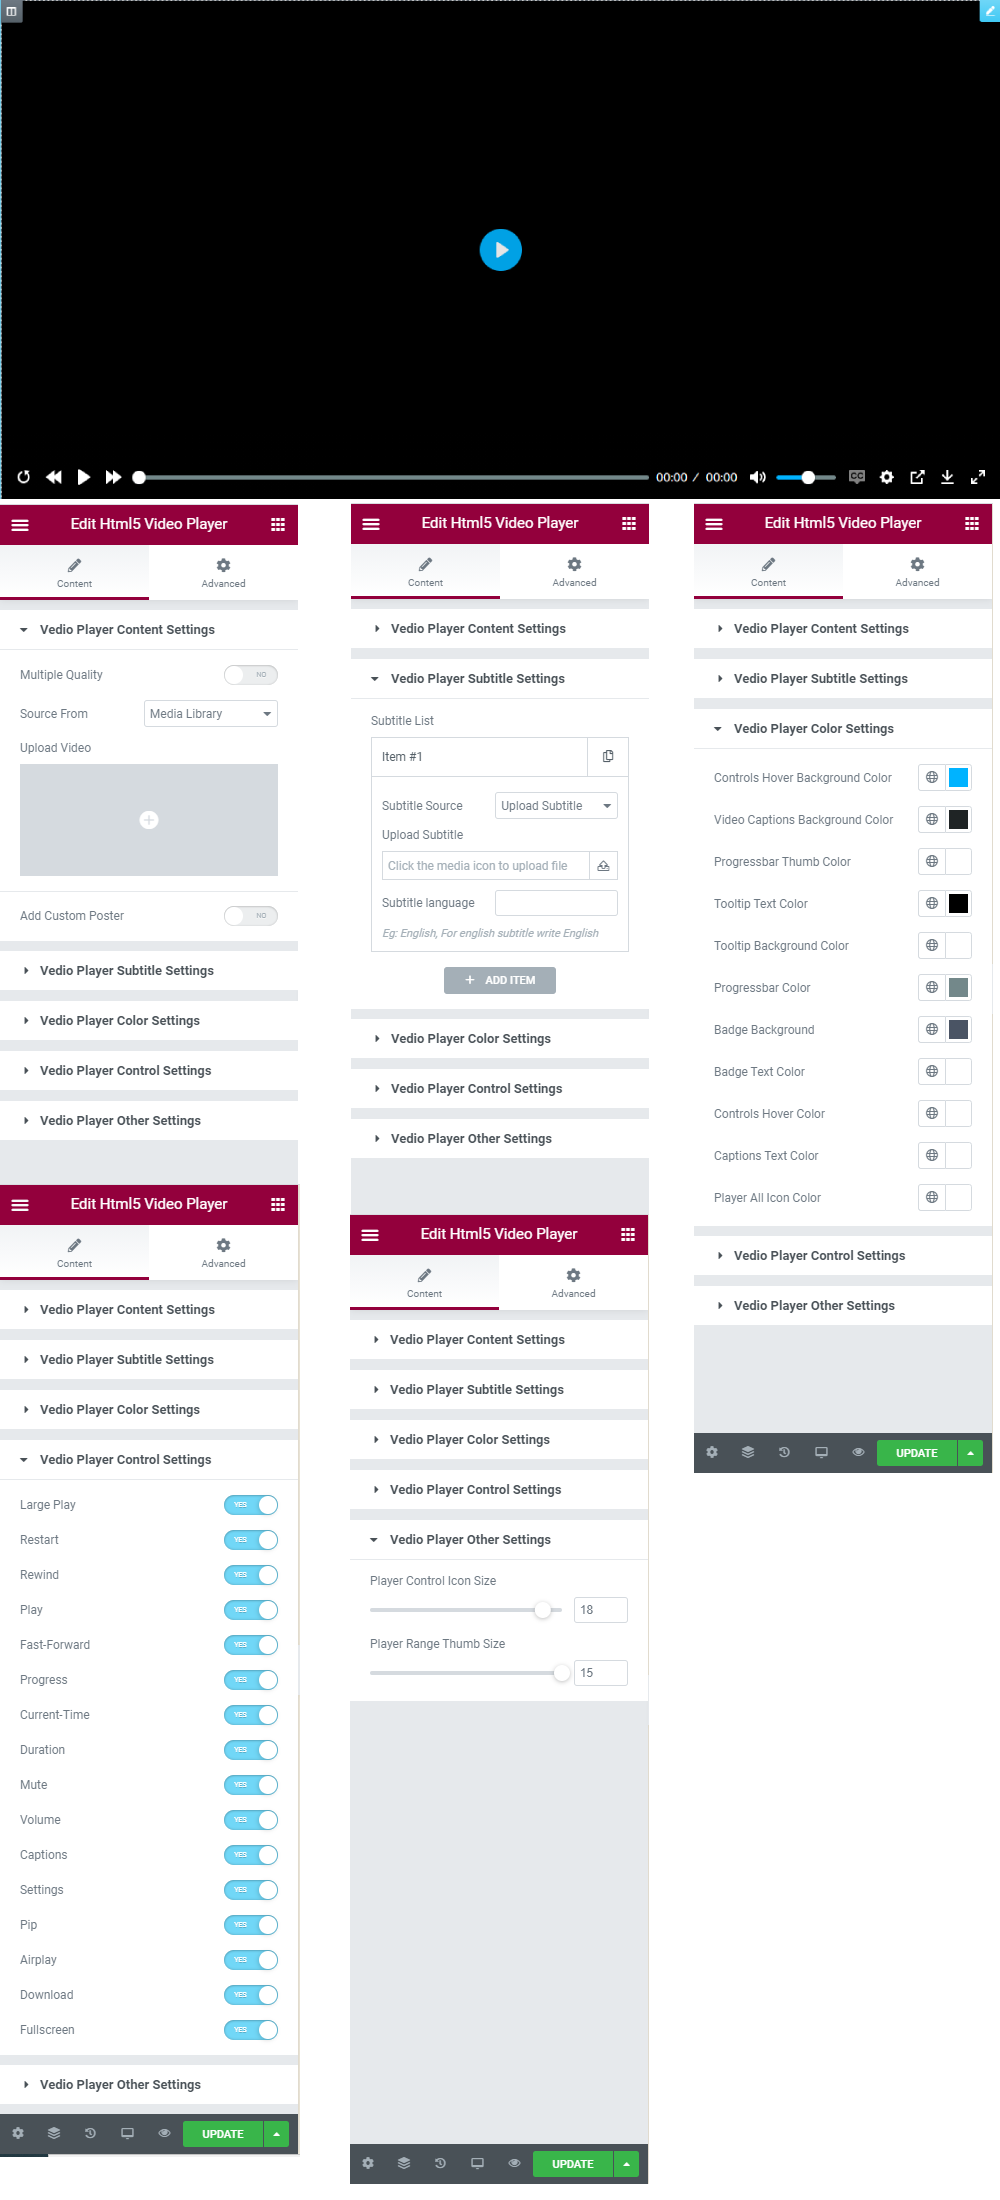 00:00 / 00:00
Edit Html5 Video Player
Content Advanced
Vedio Player Content Settings
Multiple Quality NO
Source From Media Library
Upload Video
Add Custom Poster NO
Vedio Player Subtitle Settings
Vedio Player Color Settings
Vedio Player Control Settings
Vedio Player Other Settings
Edit Html5 Video Player
Content Advanced
Vedio Player Content Settings
Vedio Player Subtitle Settings
Subtitle List
Item #1
Subtitle Source Upload Subtitle
Upload Subtitle
Click the media icon to upload file
Subtitle language
Eg: English, For english subtitle write English
+ ADD ITEM
Vedio Player Color Settings
Vedio Player Control Settings
Vedio Player Other Settings
Edit Html5 Video Player
Content Advanced
Vedio Player Content Settings
Vedio Player Subtitle Settings
Vedio Player Color Settings
Controls Hover Background Color
Video Captions Background Color
Progressbar Thumb Color
Tooltip Text Color
Tooltip Background Color
Progressbar Color
Badge Background
Badge Text Color
Controls Hover Color
Captions Text Color
Player All Icon Color
Vedio Player Control Settings
Vedio Player Other Settings
UPDATE
Edit Html5 Video Player
Content Advanced
Vedio Player Content Settings
Vedio Player Subtitle Settings
Vedio Player Color Settings
Vedio Player Control Settings
Large Play YES
Restart YES
Rewind YES
Play YES
Fast-Forward YES
Progress YES
Current-Time YES
Duration YES
Mute YES
Volume YES
Captions YES
Settings YES
Pip YES
Airplay YES
Download YES
Fullscreen YES
Vedio Player Other Settings
UPDATE
Edit Html5 Video Player
Content Advanced
Vedio Player Content Settings
Vedio Player Subtitle Settings
Vedio Player Color Settings
Vedio Player Control Settings
Vedio Player Other Settings
Player Control Icon Size
18
Player Range Thumb Size
15
UPDATE